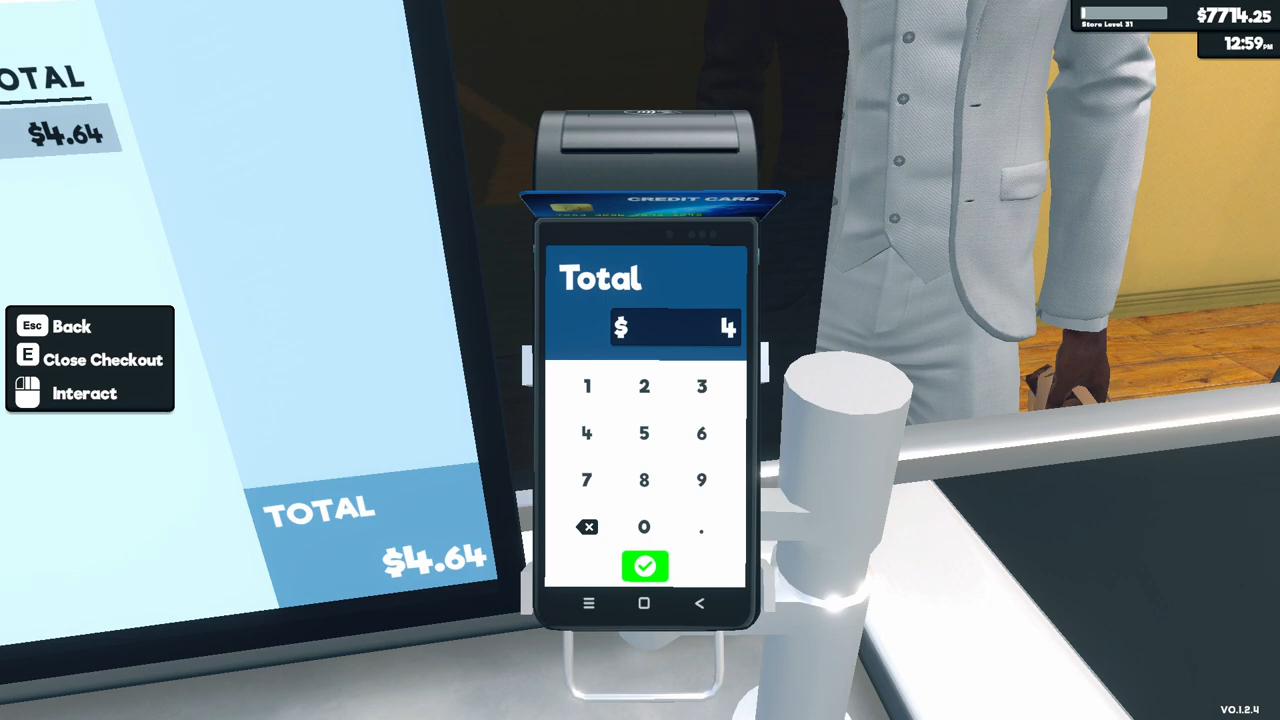 $7714.25
Store Level 31
12:59PM
OTAL
$4.64
CREDIT CARD
Total
$ 4
Esc Back
E Close Checkout
Interact
1 2 3
4 5 6
7 8 9
0 .
TOTAL
$4.64
V0.1.2.4